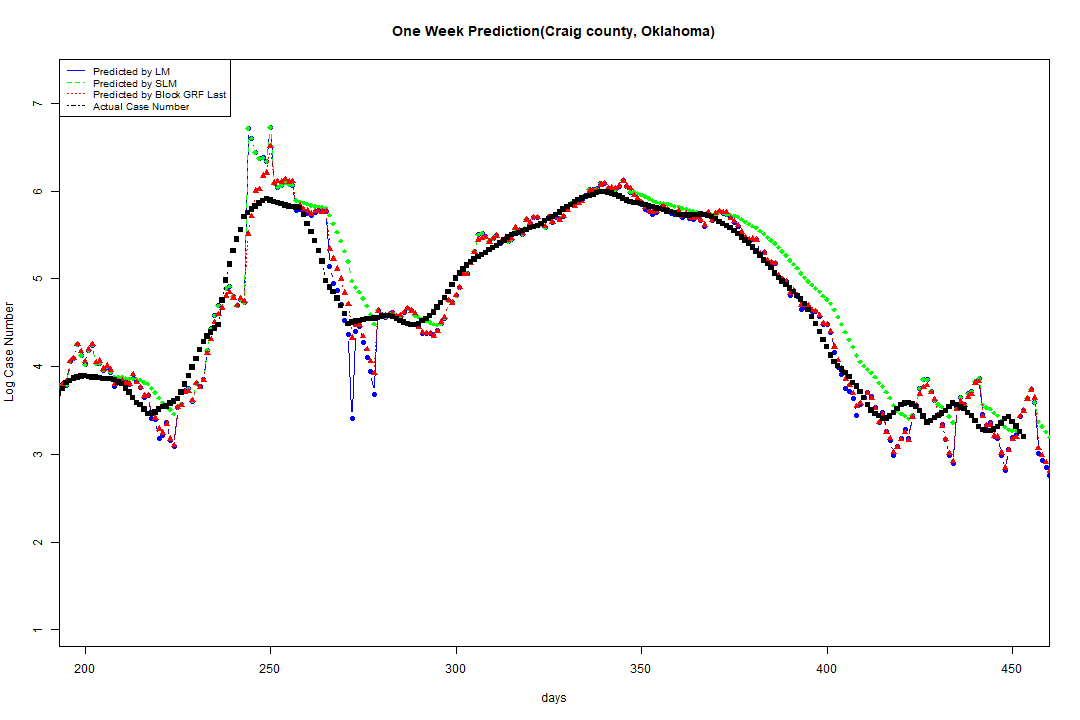 One Week Prediction(Craig county, Oklahoma)
Predicted by LM
Predicted by SLM
Predicted by Block GRF Last
Actual Case Number
7
6
5
4
3
2
1
Log Case Number
200 250 300 350 400 450
days